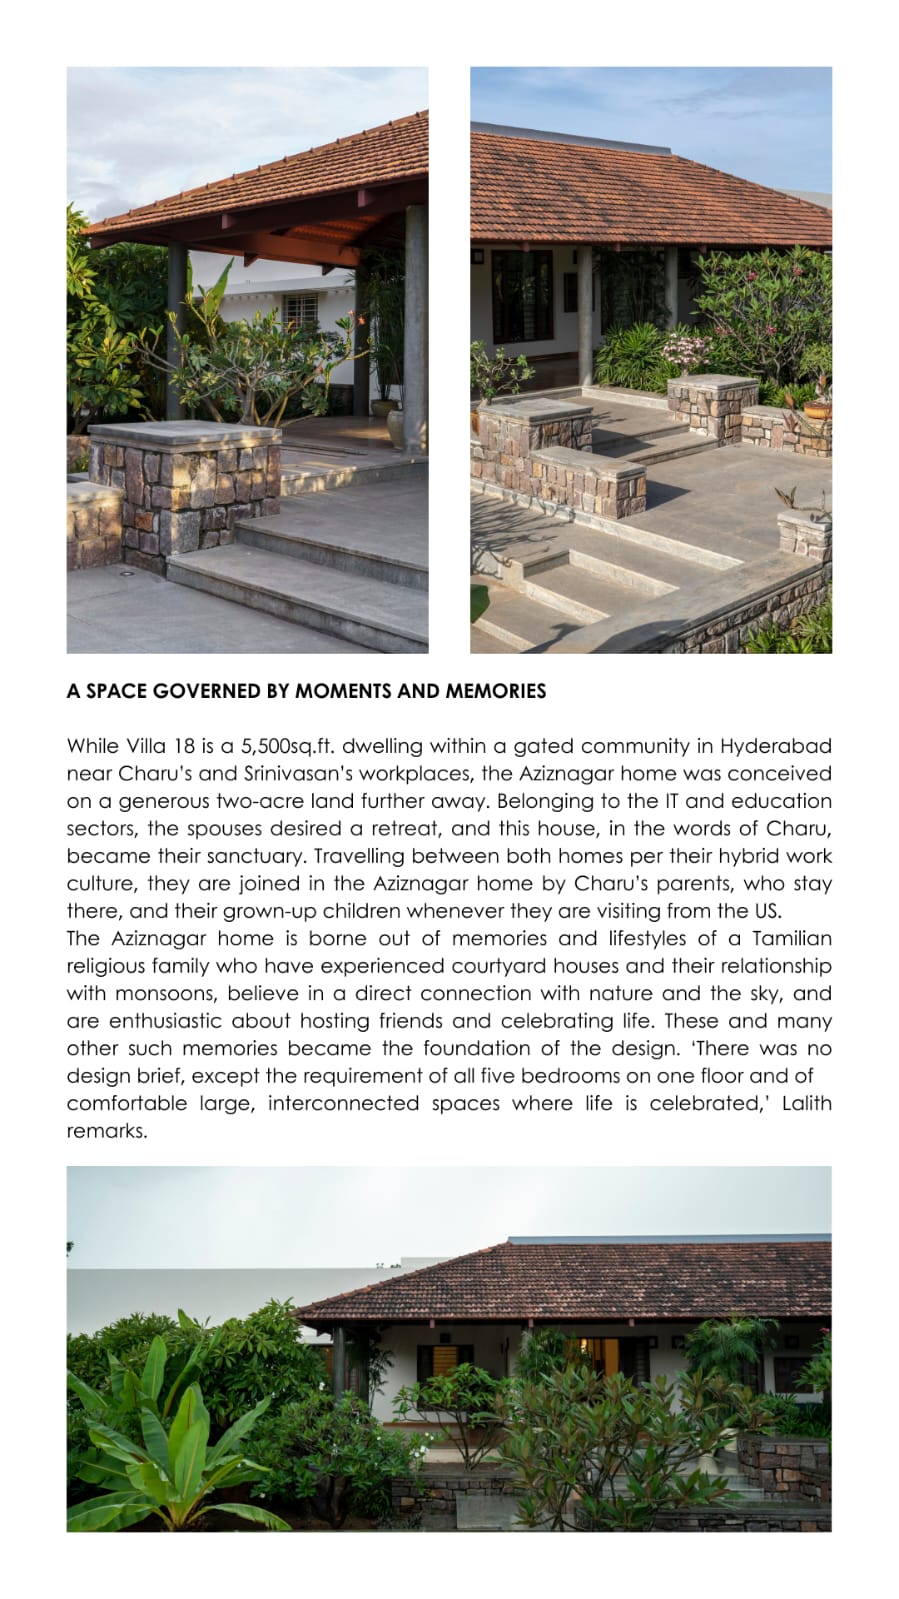 A SPACE GOVERNED BY MOMENTS AND MEMORIES
While Villa 18 is a 5,500sq.ft. dwelling within a gated community in Hyderabad
near Charu's and Srinivasan's workplaces, the Aziznagar home was conceived
on a generous two-acre land further away. Belonging to the IT and education
sectors, the spouses desired a retreat, and this house, in the words of Charu,
became their sanctuary. Travelling between both homes per their hybrid work
culture, they are joined in the Aziznagar home by Charu's parents, who stay
there, and their grown-up children whenever they are visiting from the US.
The Aziznagar home is borne out of memories and lifestyles of a Tamilian
religious family who have experienced courtyard houses and their relationship
with monsoons, believe in a direct connection with nature and the sky, and
are enthusiastic about hosting friends and celebrating life. These and many
other such memories became the foundation of the design. ‘There was no
design brief, except the requirement of all five bedrooms on one floor and of
comfortable large, interconnected spaces where life is celebrated,’ Lalith
remarks.